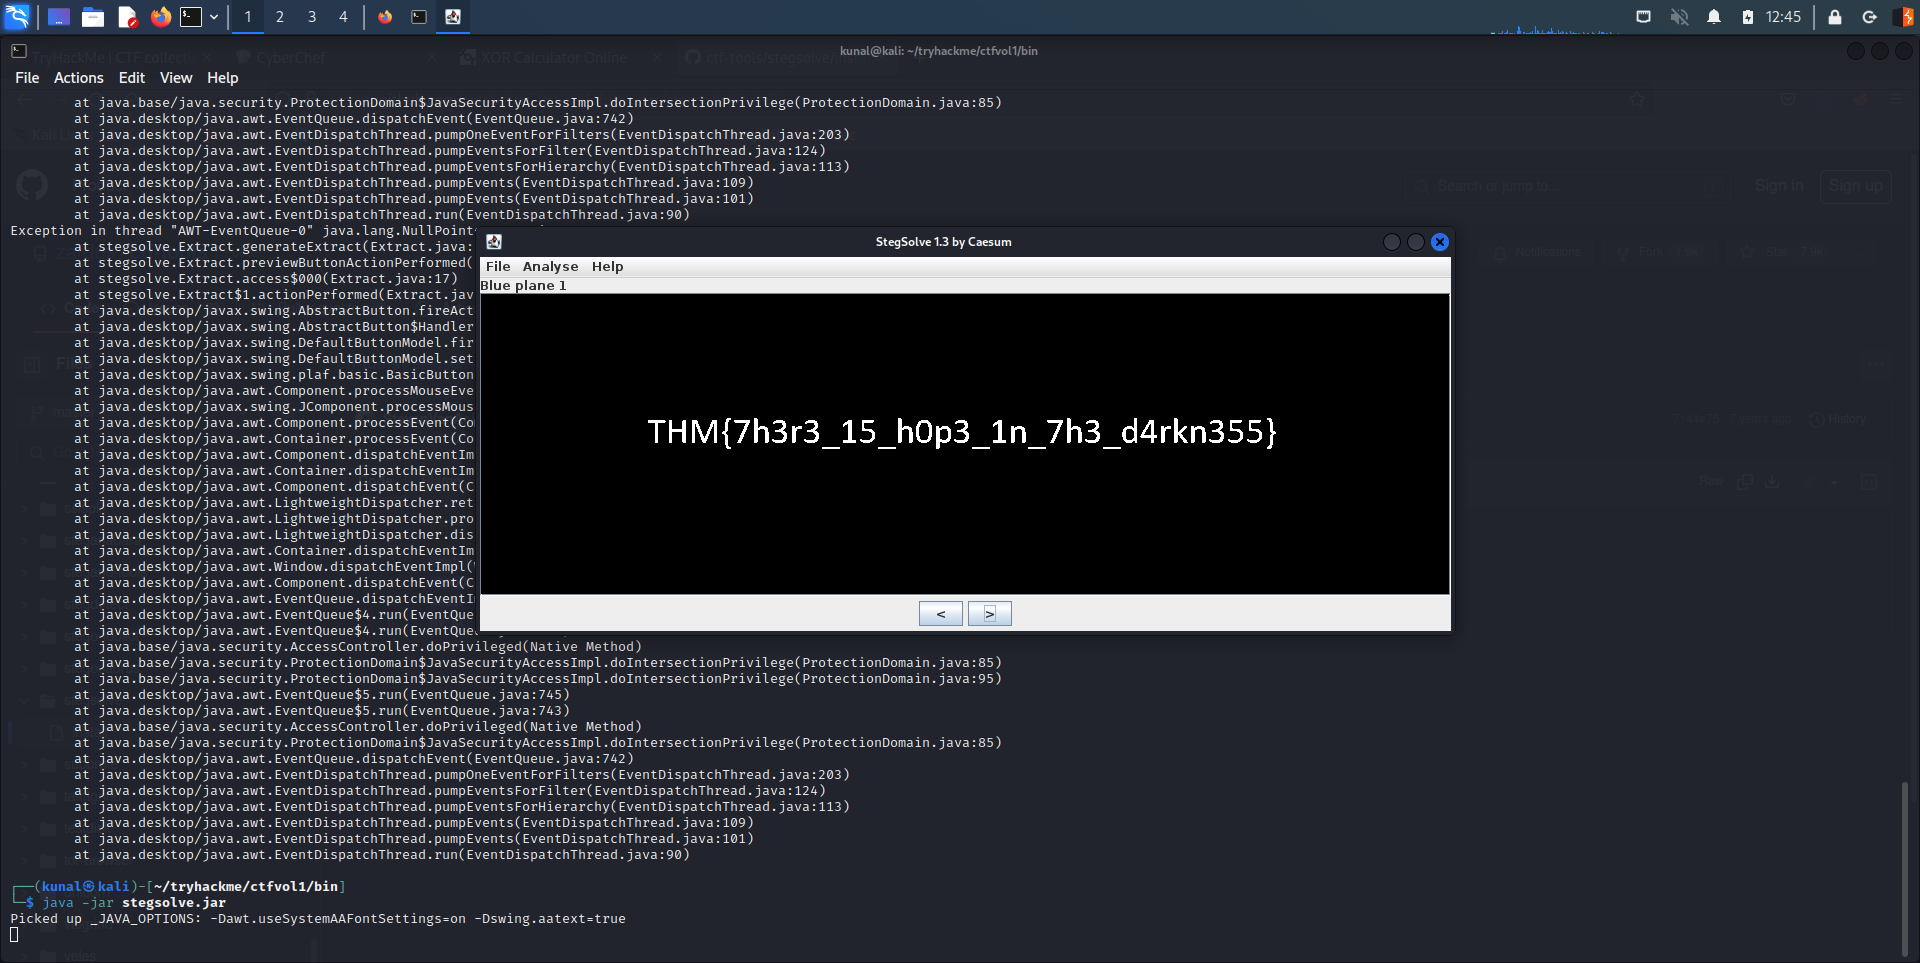 1 2 3 4 12:45
kunal@kali: ~/tryhackme/ctfvol1/bin
TryHackMe | CTF collect
CyberChef
XOR Calculator Online
File Actions Edit View Help
at java.base/java.security.ProtectionDomain$JavaSecurityAccessImpl.doIntersectionPrivilege(ProtectionDomain.java:85)
at java.desktop/java.awt.EventQueue.dispatchEvent(EventQueue.java:742)
at java.desktop/java.awt.EventDispatchThread.pumpOneEventForFilters(EventDispatchThread.java:203)
at java.desktop/java.awt.EventDispatchThread.pumpEventsForFilter(EventDispatchThread.java:124)
at java.desktop/java.awt.EventDispatchThread.pumpEventsForHierarchy(EventDispatchThread.java:113)
at java.desktop/java.awt.EventDispatchThread.pumpEvents(EventDispatchThread.java:109)
at java.desktop/java.awt.EventDispatchThread.pumpEvents(EventDispatchThread.java:101)
at java.desktop/java.awt.EventDispatchThread.run(EventDispatchThread.java:90)
Search or jump to...
Sign in
Sign up
Exception in thread "AWT-EventQueue-0" java.lang.NullPoint
at stegsolve.Extract.generateExtract(Extract.java:
at stegsolve.Extract.previewButtonActionPerformed(
at stegsolve.Extract.access$000(Extract.java:17)
at stegsolve.Extract$1.actionPerformed(Extract.jav
at java.desktop/javax.swing.AbstractButton.fireAct
at java.desktop/javax.swing.AbstractButton$Handler
at java.desktop/javax.swing.DefaultButtonModel.fir
at java.desktop/javax.swing.DefaultButtonModel.set
at java.desktop/javax.swing.plaf.basic.BasicButton
at java.desktop/java.awt.Component.processMouseEve
at java.desktop/javax.swing.JComponent.processMous
at java.desktop/java.awt.Component.processEvent(Co
at java.desktop/java.awt.Container.processEvent(Co
at java.desktop/java.awt.Component.dispatchEventIm
at java.desktop/java.awt.Container.dispatchEventIm
at java.desktop/java.awt.Component.dispatchEvent(C
at java.desktop/java.awt.LightweightDispatcher.ret
at java.desktop/java.awt.LightweightDispatcher.pro
at java.desktop/java.awt.LightweightDispatcher.dis
at java.desktop/java.awt.Container.dispatchEventIm
at java.desktop/java.awt.Window.dispatchEventImpl(
at java.desktop/java.awt.Component.dispatchEvent(C
at java.desktop/java.awt.EventQueue.dispatchEventI
at java.desktop/java.awt.EventQueue$4.run(EventQue
at java.desktop/java.awt.EventQueue$4.run(EventQue
StegSolve 1.3 by Caesum
File Analyse Help
Blue plane 1
THM{7h3r3_15_h0p3_1n_7h3_d4rkn355}
< >
Notifications
Fork
Star
History
Raw
at java.base/java.security.AccessController.doPrivileged(Native Method)
at java.base/java.security.ProtectionDomain$JavaSecurityAccessImpl.doIntersectionPrivilege(ProtectionDomain.java:85)
at java.base/java.security.ProtectionDomain$JavaSecurityAccessImpl.doIntersectionPrivilege(ProtectionDomain.java:95)
at java.desktop/java.awt.EventQueue$5.run(EventQueue.java:745)
at java.desktop/java.awt.EventQueue$5.run(EventQueue.java:743)
at java.base/java.security.AccessController.doPrivileged(Native Method)
at java.base/java.security.ProtectionDomain$JavaSecurityAccessImpl.doIntersectionPrivilege(ProtectionDomain.java:85)
at java.desktop/java.awt.EventQueue.dispatchEvent(EventQueue.java:742)
at java.desktop/java.awt.EventDispatchThread.pumpOneEventForFilters(EventDispatchThread.java:203)
at java.desktop/java.awt.EventDispatchThread.pumpEventsForFilter(EventDispatchThread.java:124)
at java.desktop/java.awt.EventDispatchThread.pumpEventsForHierarchy(EventDispatchThread.java:113)
at java.desktop/java.awt.EventDispatchThread.pumpEvents(EventDispatchThread.java:109)
at java.desktop/java.awt.EventDispatchThread.pumpEvents(EventDispatchThread.java:101)
at java.desktop/java.awt.EventDispatchThread.run(EventDispatchThread.java:90)
┌──(kunal㉿kali)-[~/tryhackme/ctfvol1/bin]
└─$ java -jar stegsolve.jar
Picked up _JAVA_OPTIONS: -Dawt.useSystemAAFontSettings=on -Dswing.aatext=true